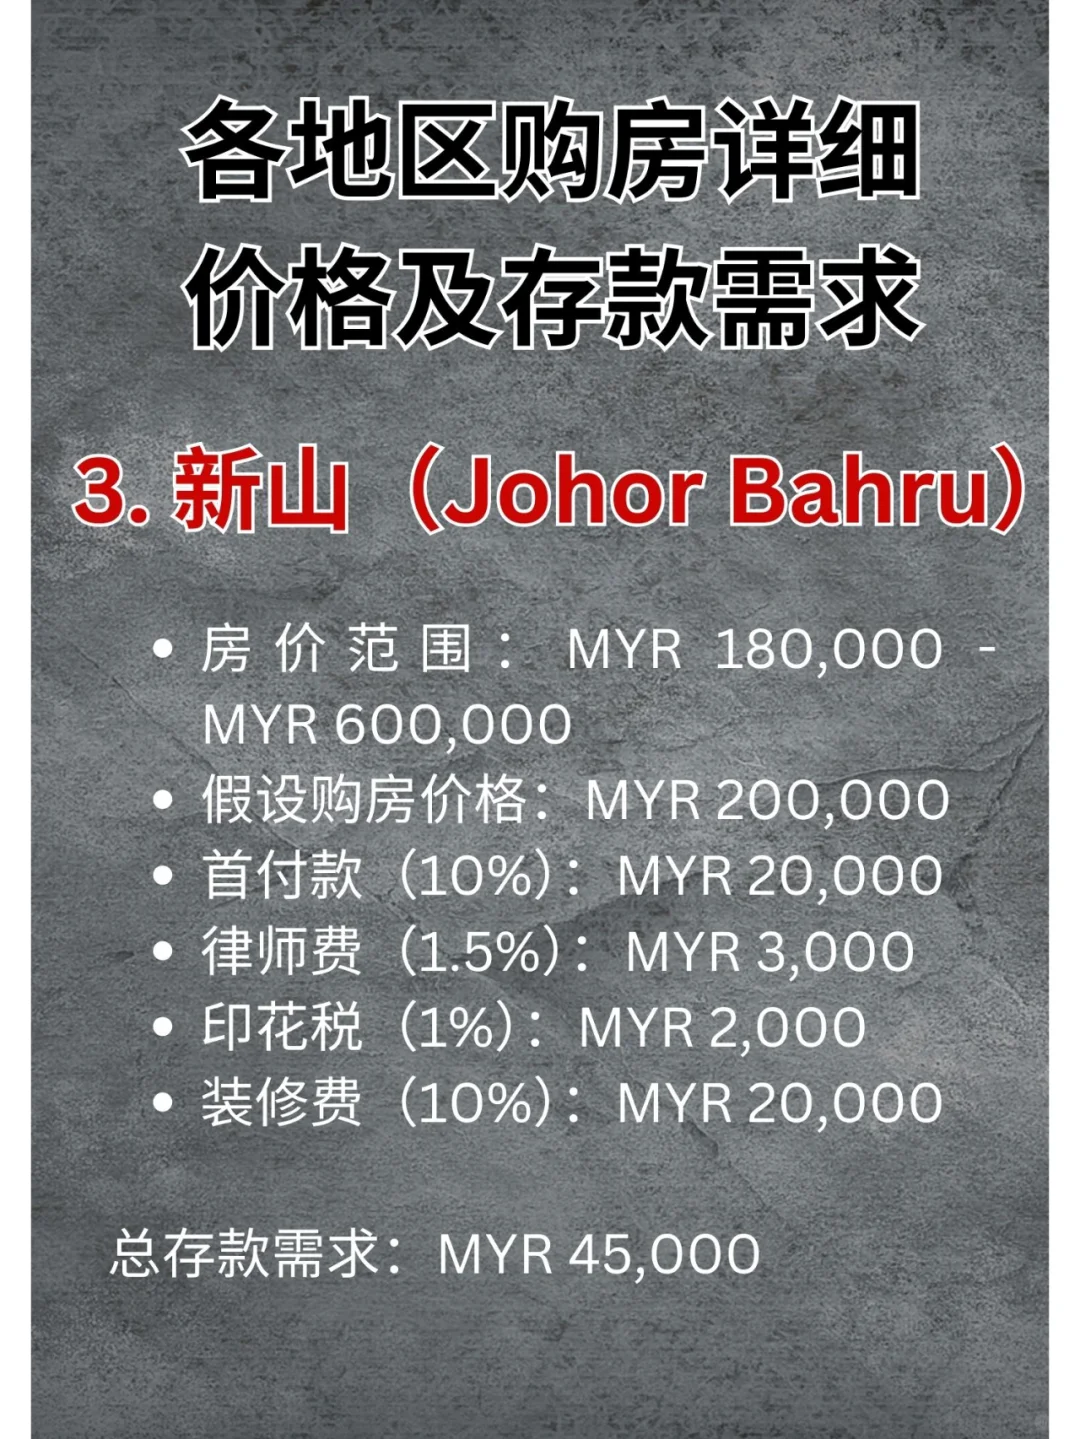 各地区购房详细
价格及存款需求
3. 新山（Johor Bahru）
• 房价范围：MYR 180,000 -
MYR 600,000
• 假设购房价格：MYR 200,000
• 首付款（10%）：MYR 20,000
• 律师费（1.5%）：MYR 3,000
• 印花税（1%）：MYR 2,000
• 装修费（10%）：MYR 20,000
总存款需求：MYR 45,000